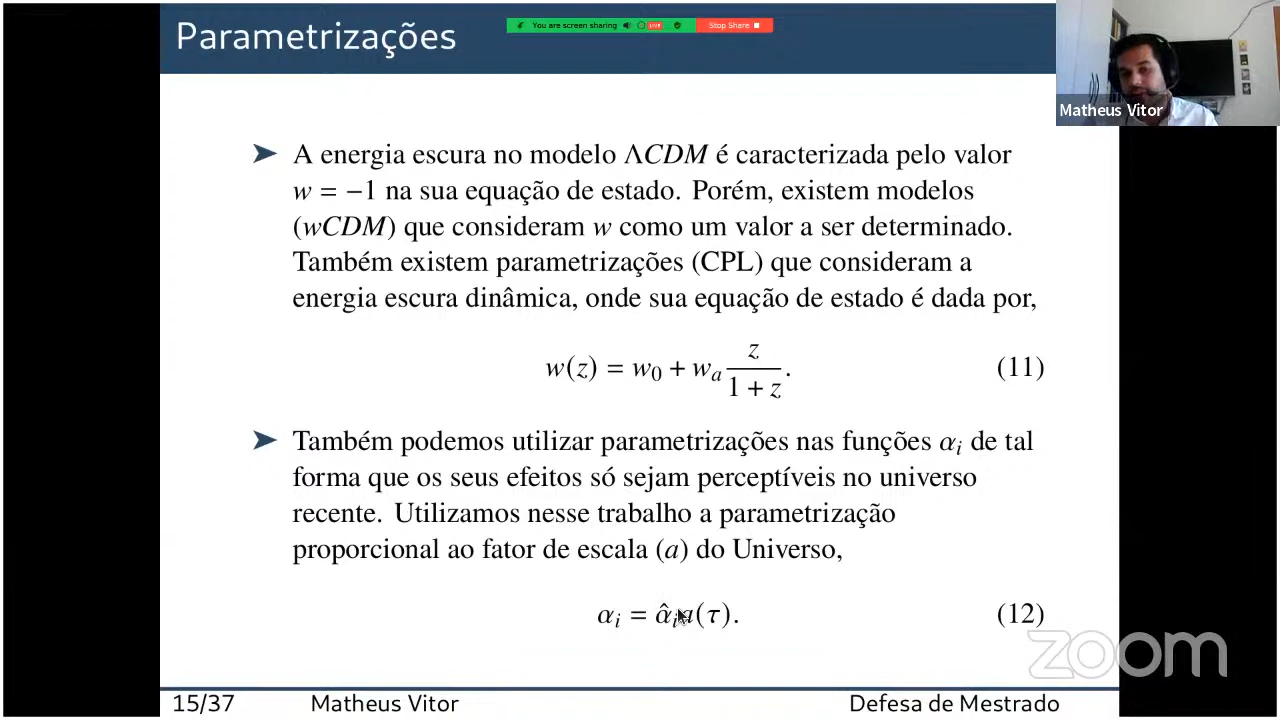 Parametrizações
You are screen sharing
LIVE
Stop Share
Matheus Vitor
➤ A energia escura no modelo ΛCDM é caracterizada pelo valor
w = −1 na sua equação de estado. Porém, existem modelos
(wCDM) que consideram w como um valor a ser determinado.
Também existem parametrizações (CPL) que consideram a
energia escura dinâmica, onde sua equação de estado é dada por,
w(z) = w₀ + wₐ z/(1 + z). (11)
➤ Também podemos utilizar parametrizações nas funções αᵢ de tal
forma que os seus efeitos só sejam perceptíveis no universo
recente. Utilizamos nesse trabalho a parametrização
proporcional ao fator de escala (a) do Universo,
αᵢ = α̂ᵢa(τ). (12)
zoom
15/37 Matheus Vitor Defesa de Mestrado